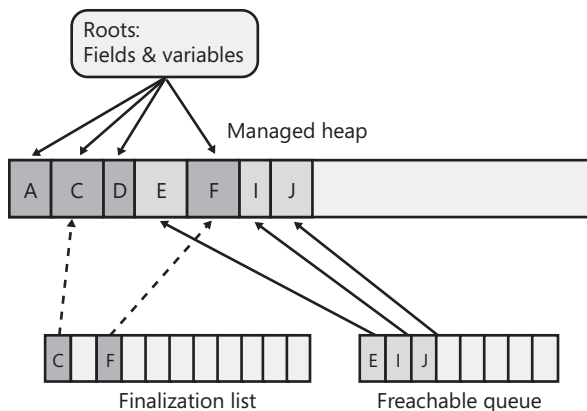 Roots:
Fields & variables
Managed heap
A C D E F I J
C F
E I J
Finalization list
Freachable queue